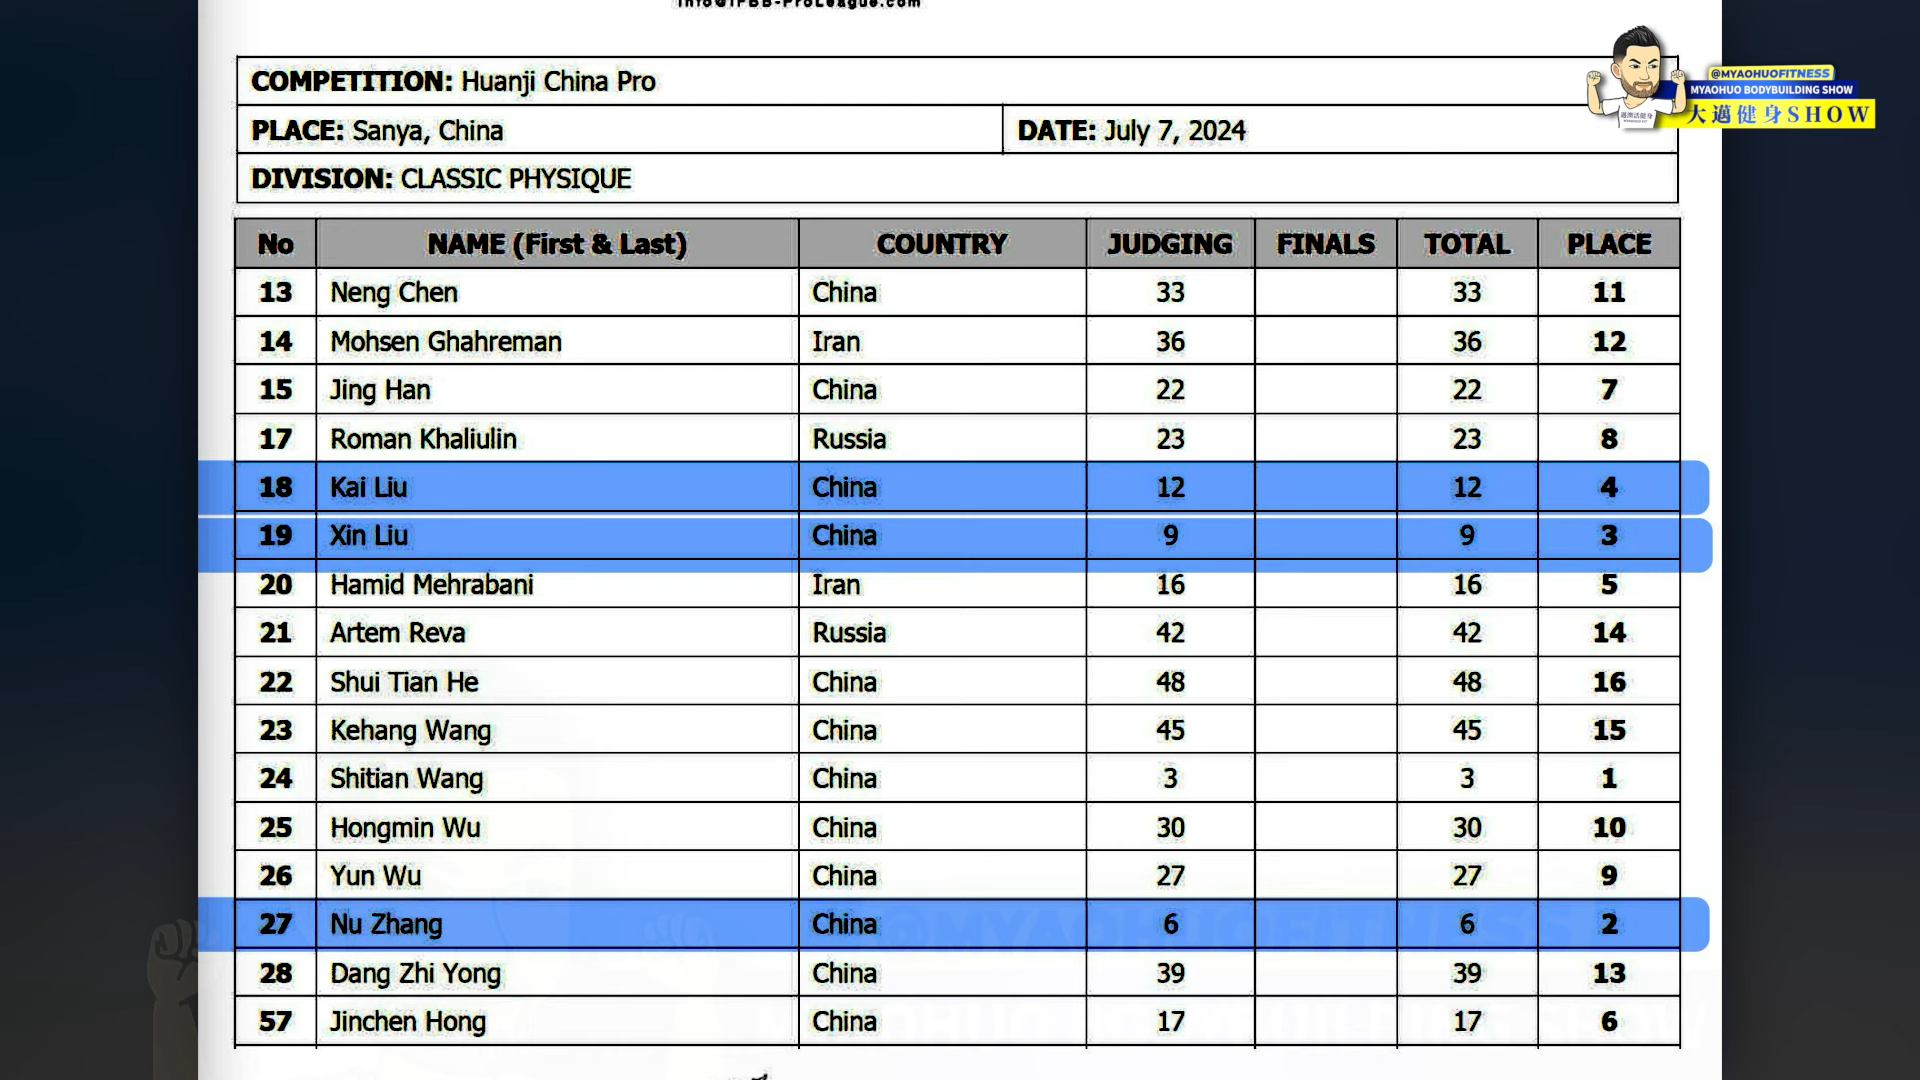 info@IFBB-ProLeague.com
@MYAOHUOFITNESS
MYAOHUO BODYBUILDING SHOW
大邁健身SHOW
COMPETITION: Huanji China Pro
PLACE: Sanya, China DATE: July 7, 2024
DIVISION: CLASSIC PHYSIQUE
No NAME (First & Last) COUNTRY JUDGING FINALS TOTAL PLACE
13 Neng Chen China 33 33 11
14 Mohsen Ghahreman Iran 36 36 12
15 Jing Han China 22 22 7
17 Roman Khaliulin Russia 23 23 8
18 Kai Liu China 12 12 4
19 Xin Liu China 9 9 3
20 Hamid Mehrabani Iran 16 16 5
21 Artem Reva Russia 42 42 14
22 Shui Tian He China 48 48 16
23 Kehang Wang China 45 45 15
24 Shitian Wang China 3 3 1
25 Hongmin Wu China 30 30 10
26 Yun Wu China 27 27 9
27 Nu Zhang China 6 6 2
@MYAOHUOFITNESS
28 Dang Zhi Yong China 39 39 13
57 Jinchen Hong China 17 17 6